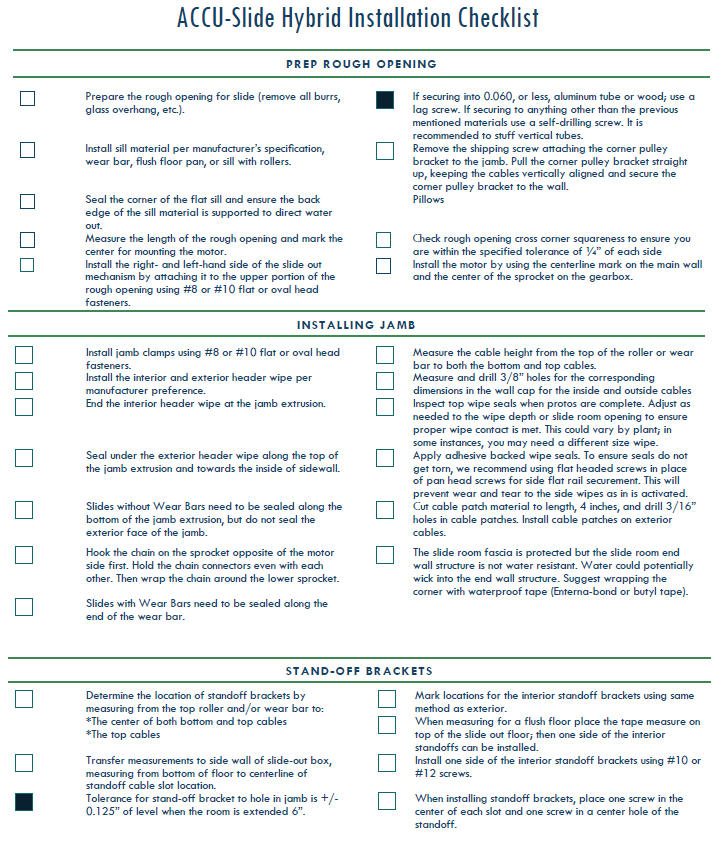 ACCU-Slide Hybrid Installation Checklist
PREP ROUGH OPENING
Prepare the rough opening for slide (remove all burrs,
glass overhang, etc.).
Install sill material per manufacturer's specification,
wear bar, flush floor pan, or sill with rollers.
Seal the corner of the flat sill and ensure the back
edge of the sill material is supported to direct water
out.
Measure the length of the rough opening and mark the
center for mounting the motor.
Install the right- and left-hand side of the slide out
mechanism by attaching it to the upper portion of the
rough opening using #8 or #10 flat or oval head
fasteners.
If securing into 0.060, or less, aluminum tube or wood; use a
lag screw. If securing to anything other than the previous
mentioned materials use a self-drilling screw. It is
recommended to stuff vertical tubes.
Remove the shipping screw attaching the corner pulley
bracket to the jamb. Pull the corner pulley bracket straight
up, keeping the cables vertically aligned and secure the
corner pulley bracket to the wall.
Pillows
Check rough opening cross corner squareness to ensure you
are within the specified tolerance of ¼" of each side
Install the motor by using the centerline mark on the main wall
and the center of the sprocket on the gearbox.
INSTALLING JAMB
Install jamb clamps using #8 or #10 flat or oval head
fasteners.
Install the interior and exterior header wipe per
manufacturer preference.
End the interior header wipe at the jamb extrusion.
Seal under the exterior header wipe along the top of
the jamb extrusion and towards the inside of sidewall.
Slides without Wear Bars need to be sealed along the
bottom of the jamb extrusion, but do not seal the
exterior face of the jamb.
Hook the chain on the sprocket opposite of the motor
side first. Hold the chain connectors even with each
other. Then wrap the chain around the lower sprocket.
Slides with Wear Bars need to be sealed along the
end of the wear bar.
Measure the cable height from the top of the roller or wear
bar to both the bottom and top cables.
Measure and drill 3/8" holes for the corresponding
dimensions in the wall cap for the inside and outside cables
Inspect top wipe seals when protos are complete. Adjust as
needed to the wipe depth or slide room opening to ensure
proper wipe contact is met. This could vary by plant; in
some instances, you may need a different size wipe.
Apply adhesive backed wipe seals. To ensure seals do not
get torn, we recommend using flat headed screws in place
of pan head screws for side flat rail securement. This will
prevent wear and tear to the side wipes as in is activated.
Cut cable patch material to length, 4 inches, and drill 3/16"
holes in cable patches. Install cable patches on exterior
cables.
The slide room fascia is protected but the slide room end
wall structure is not water resistant. Water could potentially
wick into the end wall structure. Suggest wrapping the
corner with waterproof tape (Enterna-bond or butyl tape).
STAND-OFF BRACKETS
Determine the location of standoff brackets by
measuring from the top roller and/or wear bar to:
*The center of both bottom and top cables
*The top cables
Transfer measurements to side wall of slide-out box,
measuring from bottom of floor to centerline of
standoff cable slot location.
Tolerance for stand-off bracket to hole in jamb is +/-
0.125" of level when the room is extended 6".
Mark locations for the interior standoff brackets using same
method as exterior.
When measuring for a flush floor place the tape measure on
top of the slide out floor; then one side of the interior
standoffs can be installed.
Install one side of the interior standoff brackets using #10 or
#12 screws.
When installing standoff brackets, place one screw in the
center of each slot and one screw in a center hole of the
standoff.